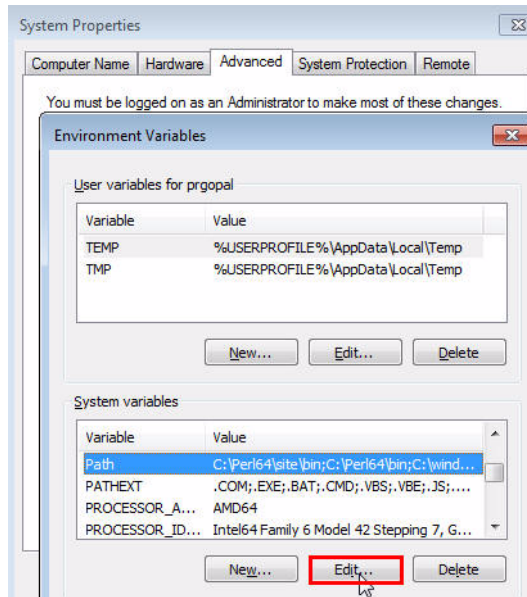 System Properties
Computer Name Hardware Advanced System Protection Remote
You must be logged on as an Administrator to make most of these changes.
Environment Variables
User variables for prgopal
Variable Value
TEMP %USERPROFILE%\AppData\Local\Temp
TMP %USERPROFILE%\AppData\Local\Temp
New... Edit... Delete
System variables
Variable Value
Path C:\Perl64\site\bin;C:\Perl64\bin;C:\wind...
PATHEXT .COM;.EXE;.BAT;.CMD;.VBS;.VBE;.JS;....
PROCESSOR_A... AMD64
PROCESSOR_ID... Intel64 Family 6 Model 42 Stepping 7, G...
New... Edit... Delete